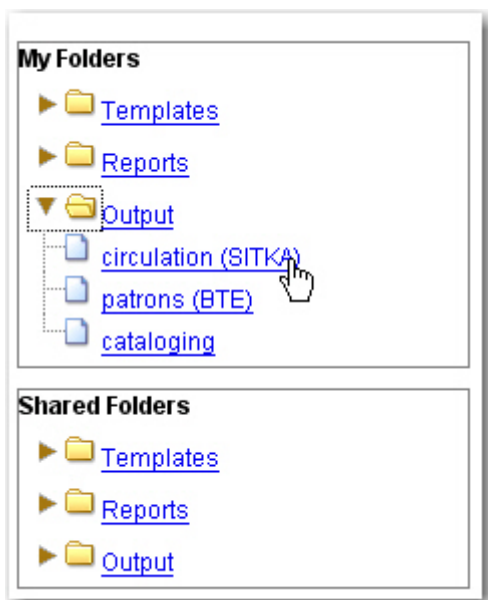 My Folders
Templates
Reports
Output
circulation (SITKA)
patrons (BTE)
cataloging
Shared Folders
Templates
Reports
Output